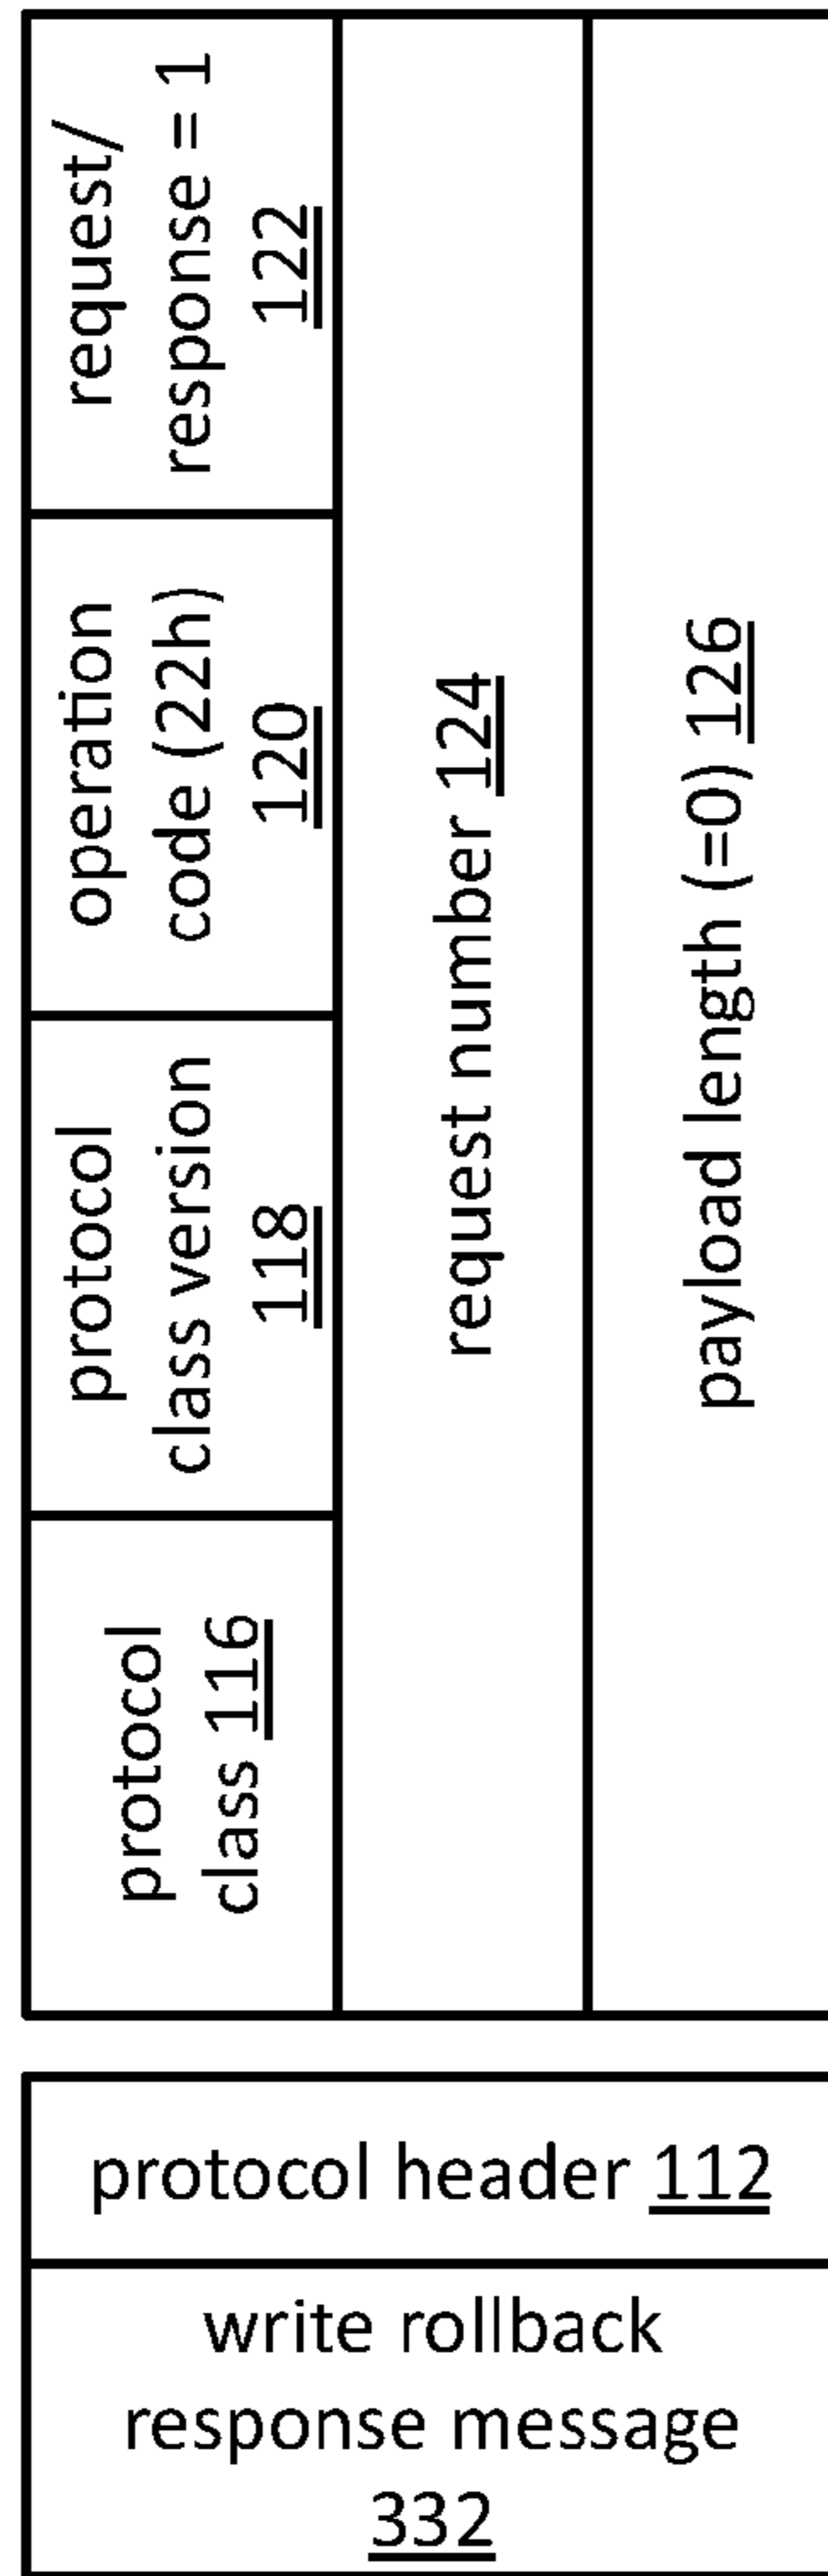 write rollback
response message
332
protocol header 112
protocol
class 116
protocol
class version
118
operation
code (22h)
120
request/
response = 1
122
request number 124
payload length (=0) 126